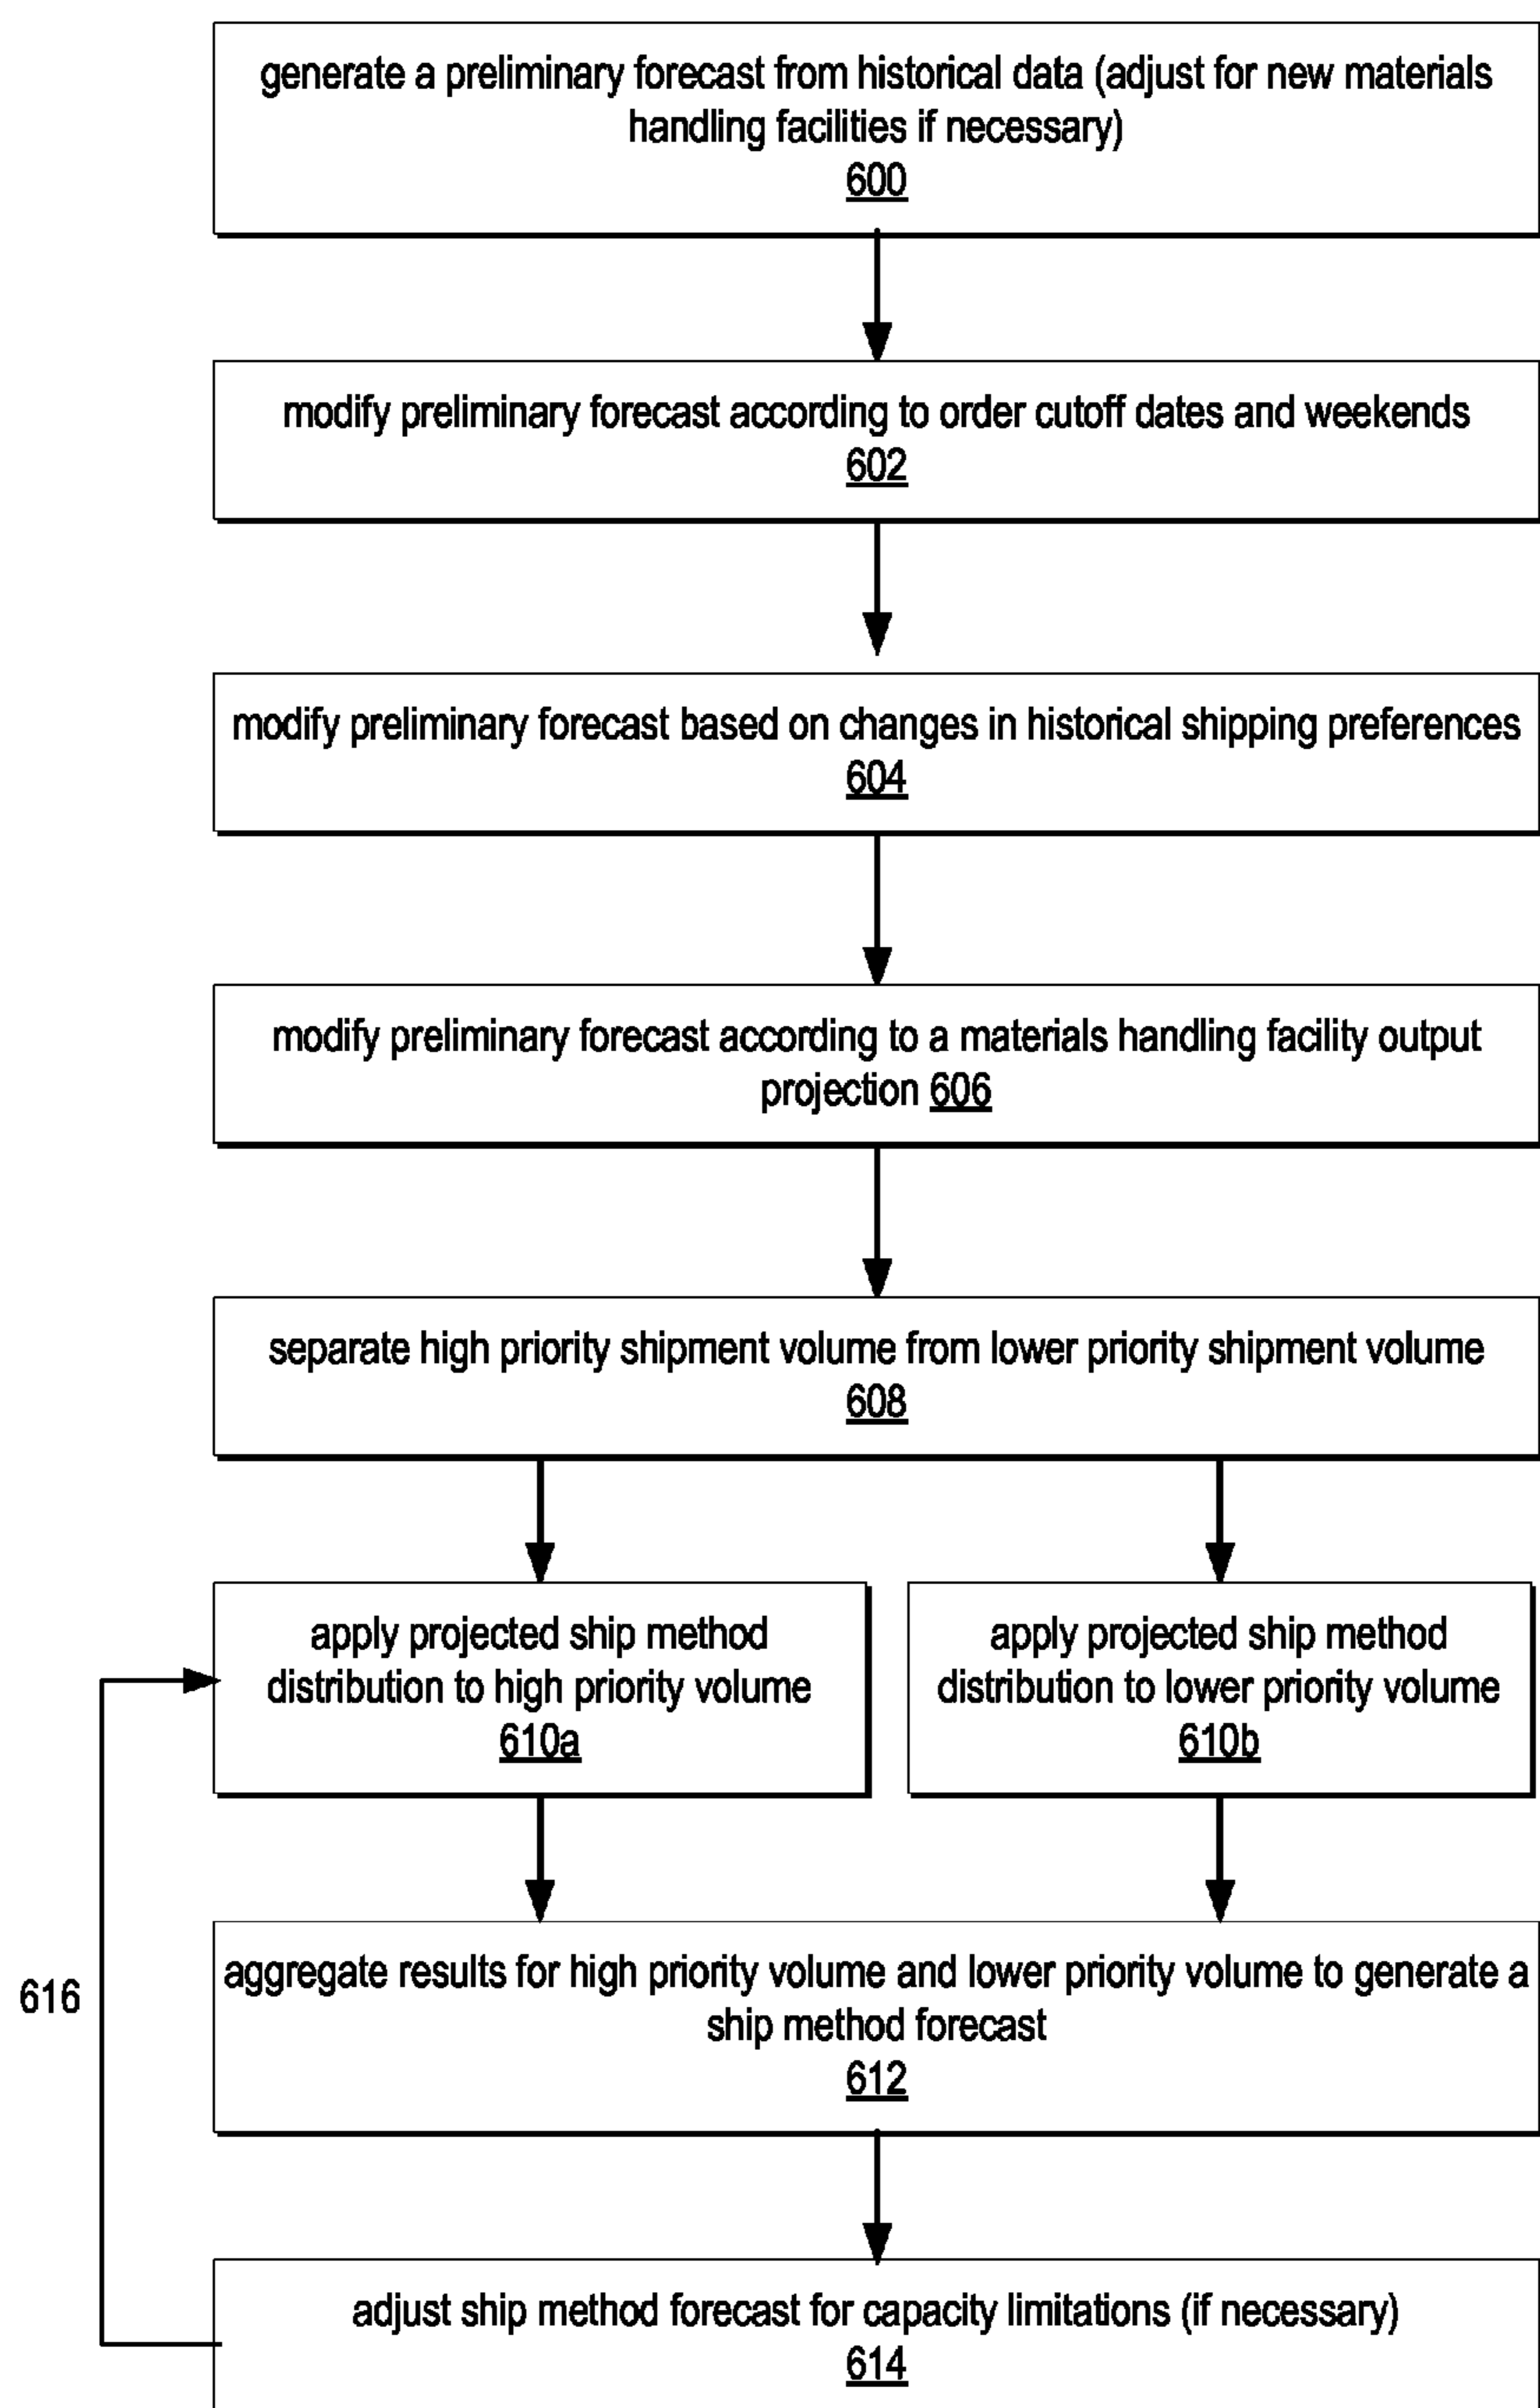 generate a preliminary forecast from historical data (adjust for new materials
handling facilities if necessary)
600
modify preliminary forecast according to order cutoff dates and weekends
602
modify preliminary forecast based on changes in historical shipping preferences
604
modify preliminary forecast according to a materials handling facility output
projection 606
separate high priority shipment volume from lower priority shipment volume
608
apply projected ship method
distribution to high priority volume
610a
apply projected ship method
distribution to lower priority volume
610b
616
aggregate results for high priority volume and lower priority volume to generate a
ship method forecast
612
adjust ship method forecast for capacity limitations (if necessary)
614